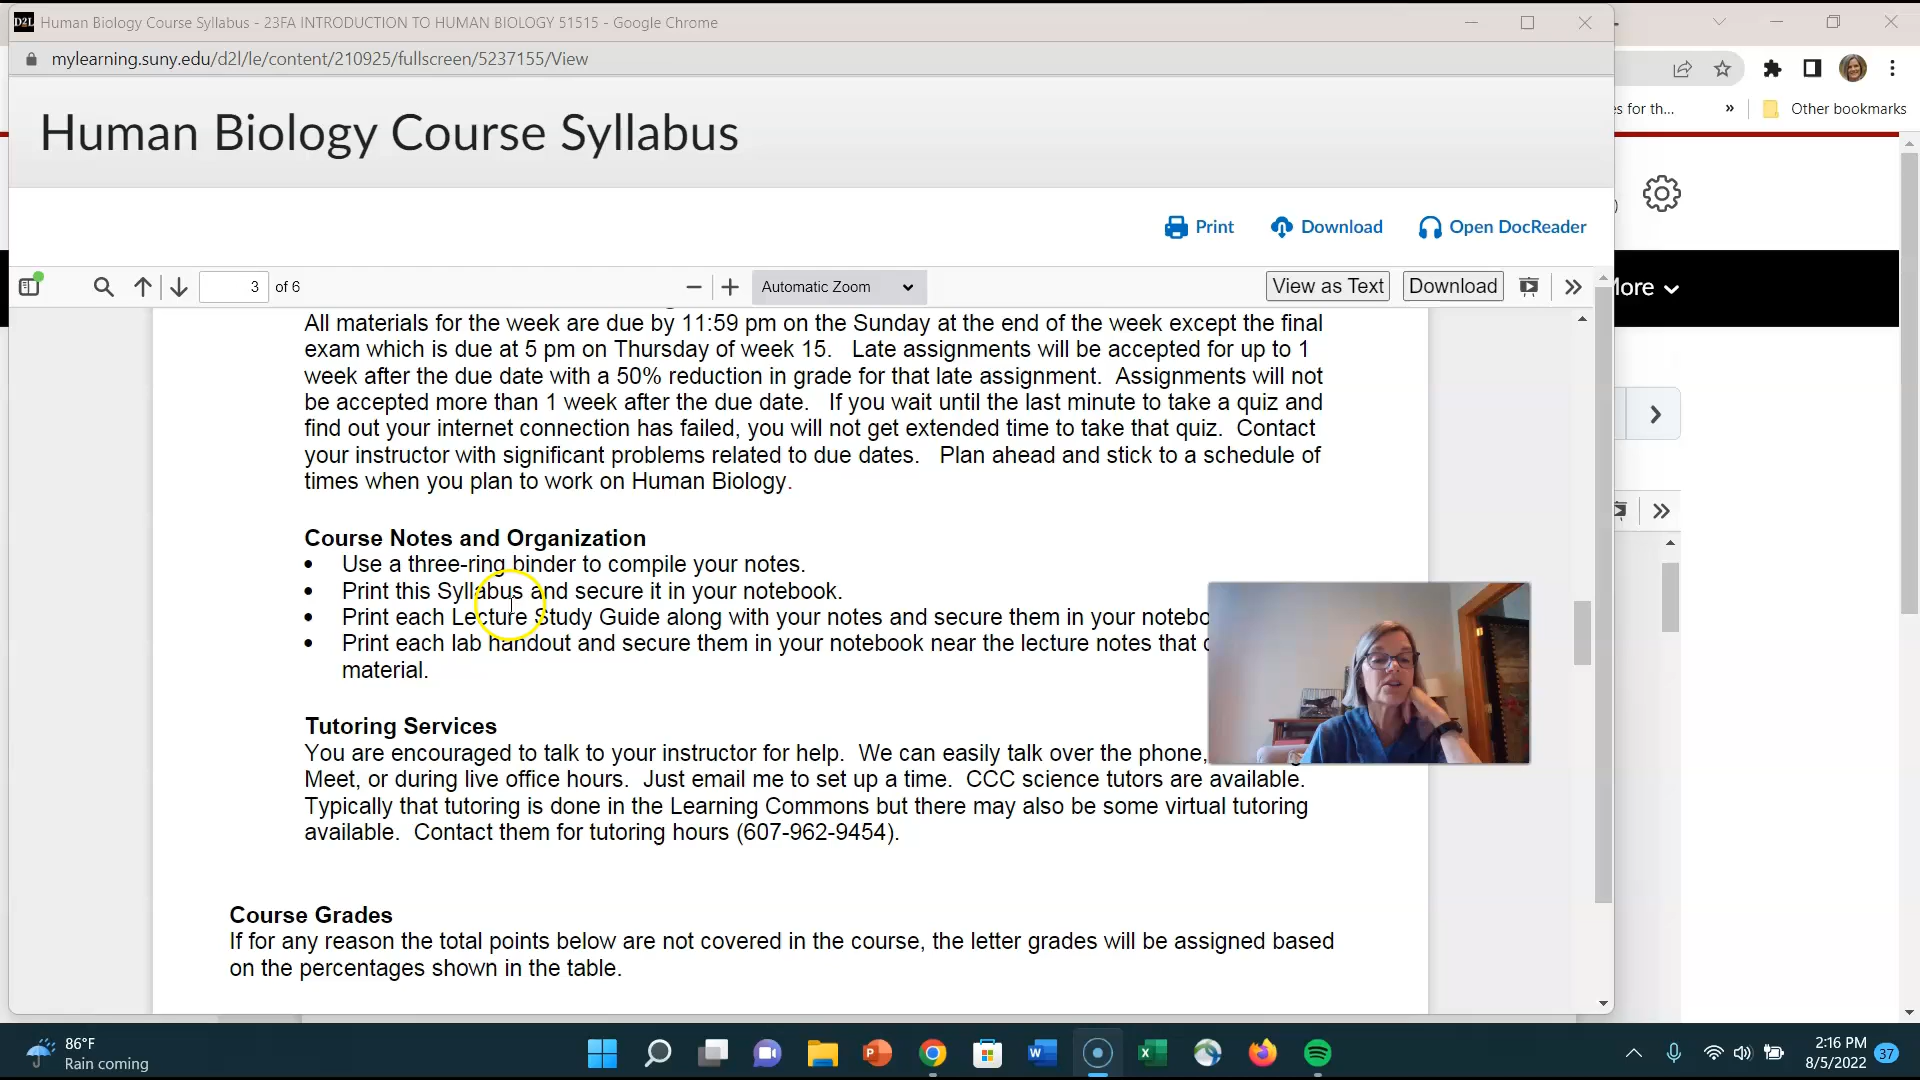 D2L Human Biology Course Syllabus - 23FA INTRODUCTION TO HUMAN BIOLOGY 51515 - Google Chrome
mylearning.suny.edu/d2l/le/content/210925/fullscreen/5237155/View
es for th... » Other bookmarks
Human Biology Course Syllabus
Print Download Open DocReader
3 of 6 Automatic Zoom View as Text Download
More
All materials for the week are due by 11:59 pm on the Sunday at the end of the week except the final
exam which is due at 5 pm on Thursday of week 15. Late assignments will be accepted for up to 1
week after the due date with a 50% reduction in grade for that late assignment. Assignments will not
be accepted more than 1 week after the due date. If you wait until the last minute to take a quiz and
find out your internet connection has failed, you will not get extended time to take that quiz. Contact
your instructor with significant problems related to due dates. Plan ahead and stick to a schedule of
times when you plan to work on Human Biology.
Course Notes and Organization
• Use a three-ring binder to compile your notes.
• Print this Syllabus and secure it in your notebook.
• Print each Lecture Study Guide along with your notes and secure them in your notebo
• Print each lab handout and secure them in your notebook near the lecture notes that
material.
Tutoring Services
You are encouraged to talk to your instructor for help. We can easily talk over the phone,
Meet, or during live office hours. Just email me to set up a time. CCC science tutors are available.
Typically that tutoring is done in the Learning Commons but there may also be some virtual tutoring
available. Contact them for tutoring hours (607-962-9454).
Course Grades
If for any reason the total points below are not covered in the course, the letter grades will be assigned based
on the percentages shown in the table.
86°F
Rain coming
2:16 PM
8/5/2022
37